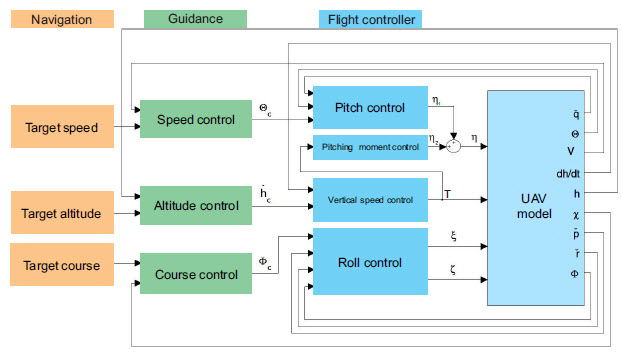 Navigation
Guidance
Flight controller
Target speed
Speed control
Θc
Pitch control
η1
Pitching moment control
η2
η
Target altitude
Altitude control
ḣc
Vertical speed control
T
Target course
Course control
Φc
Roll control
ξ
ζ
UAV
model
q̄
Θ
V
dh/dt
h
χ
p̄
r̄
Φ